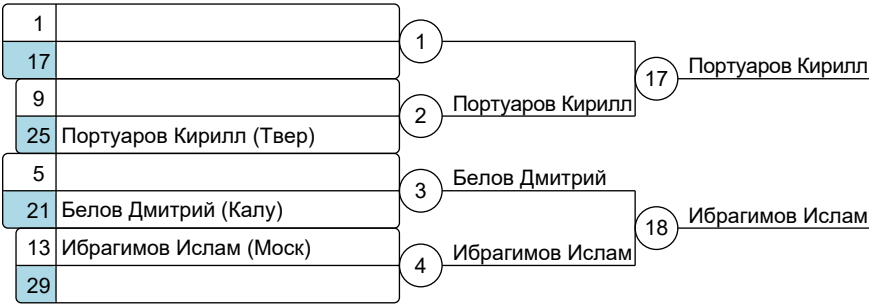 1
17
1
17
Портуаров Кирилл
9
25 Портуаров Кирилл (Твер)
2
Портуаров Кирилл
5
21 Белов Дмитрий (Калу)
3
Белов Дмитрий
18
Ибрагимов Ислам
13 Ибрагимов Ислам (Моск)
29
4
Ибрагимов Ислам